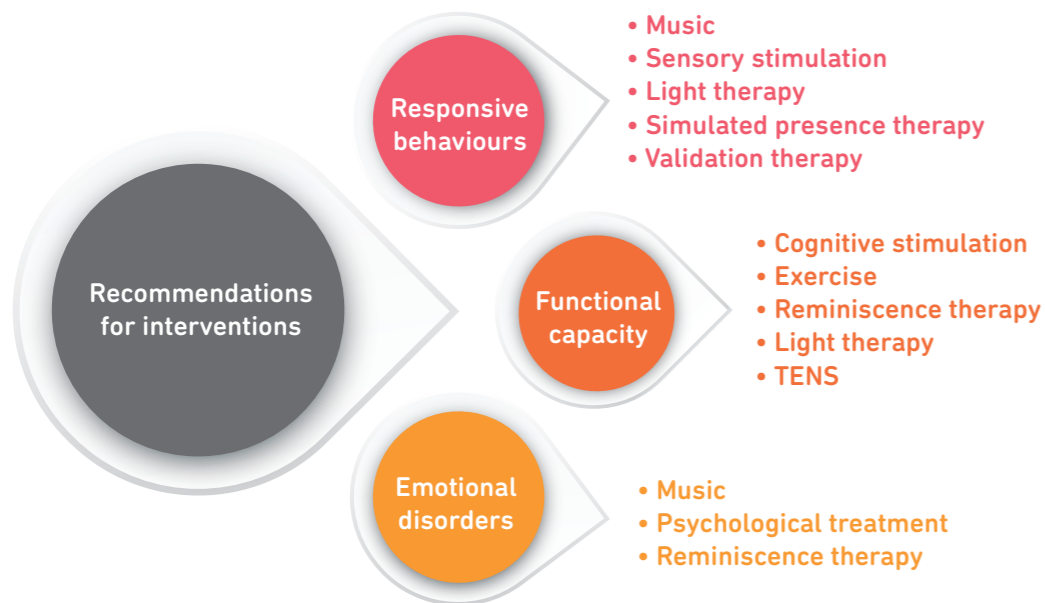 Recommendations
for interventions
Responsive
behaviours
• Music
• Sensory stimulation
• Light therapy
• Simulated presence therapy
• Validation therapy
Functional
capacity
• Cognitive stimulation
• Exercise
• Reminiscence therapy
• Light therapy
• TENS
Emotional
disorders
• Music
• Psychological treatment
• Reminiscence therapy